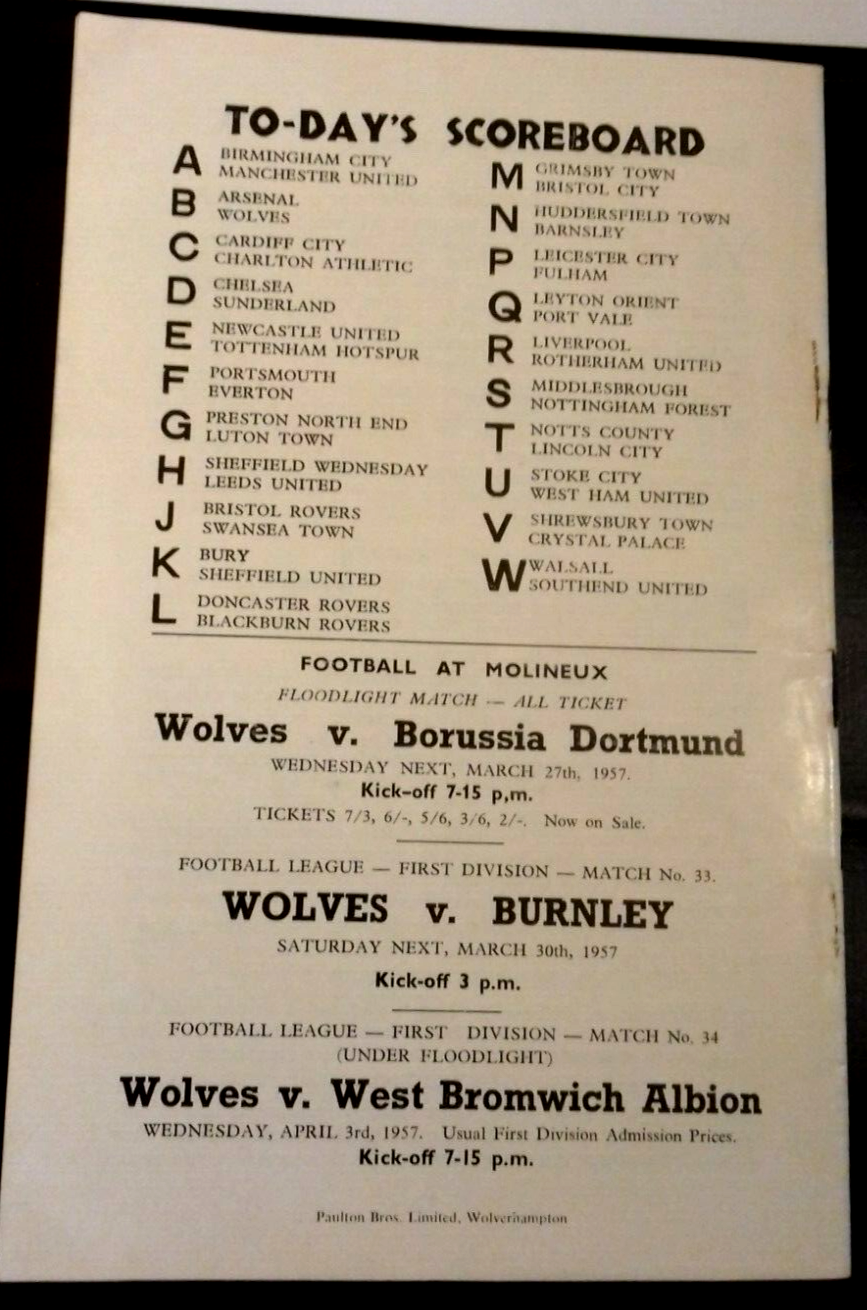 TO-DAY'S SCOREBOARD
A BIRMINGHAM CITY
MANCHESTER UNITED
B ARSENAL
WOLVES
C CARDIFF CITY
CHARLTON ATHLETIC
D CHELSEA
SUNDERLAND
E NEWCASTLE UNITED
TOTTENHAM HOTSPUR
F PORTSMOUTH
EVERTON
G PRESTON NORTH END
LUTON TOWN
H SHEFFIELD WEDNESDAY
LEEDS UNITED
J BRISTOL ROVERS
SWANSEA TOWN
K BURY
SHEFFIELD UNITED
L DONCASTER ROVERS
BLACKBURN ROVERS
M GRIMSBY TOWN
BRISTOL CITY
N HUDDERSFIELD TOWN
BARNSLEY
P LEICESTER CITY
FULHAM
Q LEYTON ORIENT
PORT VALE
R LIVERPOOL
ROTHERHAM UNITED
S MIDDLESBROUGH
NOTTINGHAM FOREST
T NOTTS COUNTY
LINCOLN CITY
U STOKE CITY
WEST HAM UNITED
V SHREWSBURY TOWN
CRYSTAL PALACE
W WALSALL
SOUTHEND UNITED
FOOTBALL AT MOLINEUX
FLOODLIGHT MATCH — ALL TICKET
Wolves v. Borussia Dortmund
WEDNESDAY NEXT, MARCH 27th, 1957.
Kick-off 7-15 p,m.
TICKETS 7/3, 6/-, 5/6, 3/6, 2/-. Now on Sale.
FOOTBALL LEAGUE — FIRST DIVISION — MATCH No. 33.
WOLVES v. BURNLEY
SATURDAY NEXT, MARCH 30th, 1957
Kick-off 3 p.m.
FOOTBALL LEAGUE — FIRST DIVISION — MATCH No. 34
(UNDER FLOODLIGHT)
Wolves v. West Bromwich Albion
WEDNESDAY, APRIL 3rd, 1957. Usual First Division Admission Prices.
Kick-off 7-15 p.m.
Paulton Bros. Limited, Wolverhampton